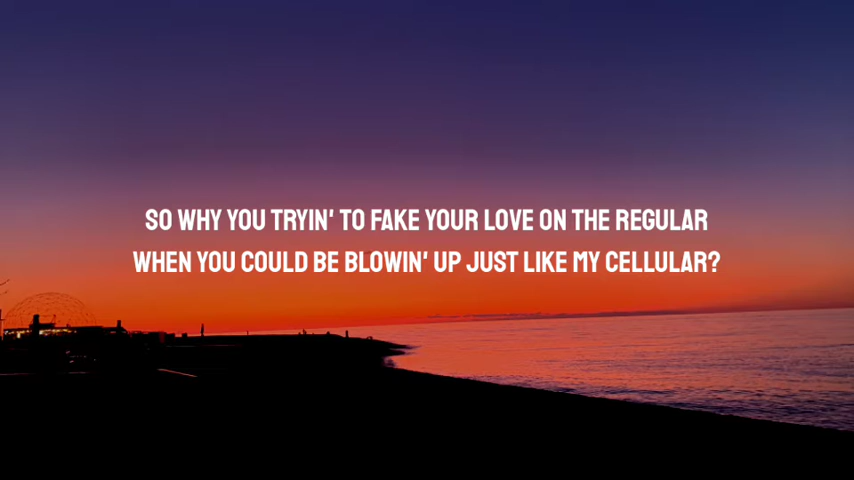 SO WHY YOU TRYIN' TO FAKE YOUR LOVE ON THE REGULAR
WHEN YOU COULD BE BLOWIN' UP JUST LIKE MY CELLULAR?